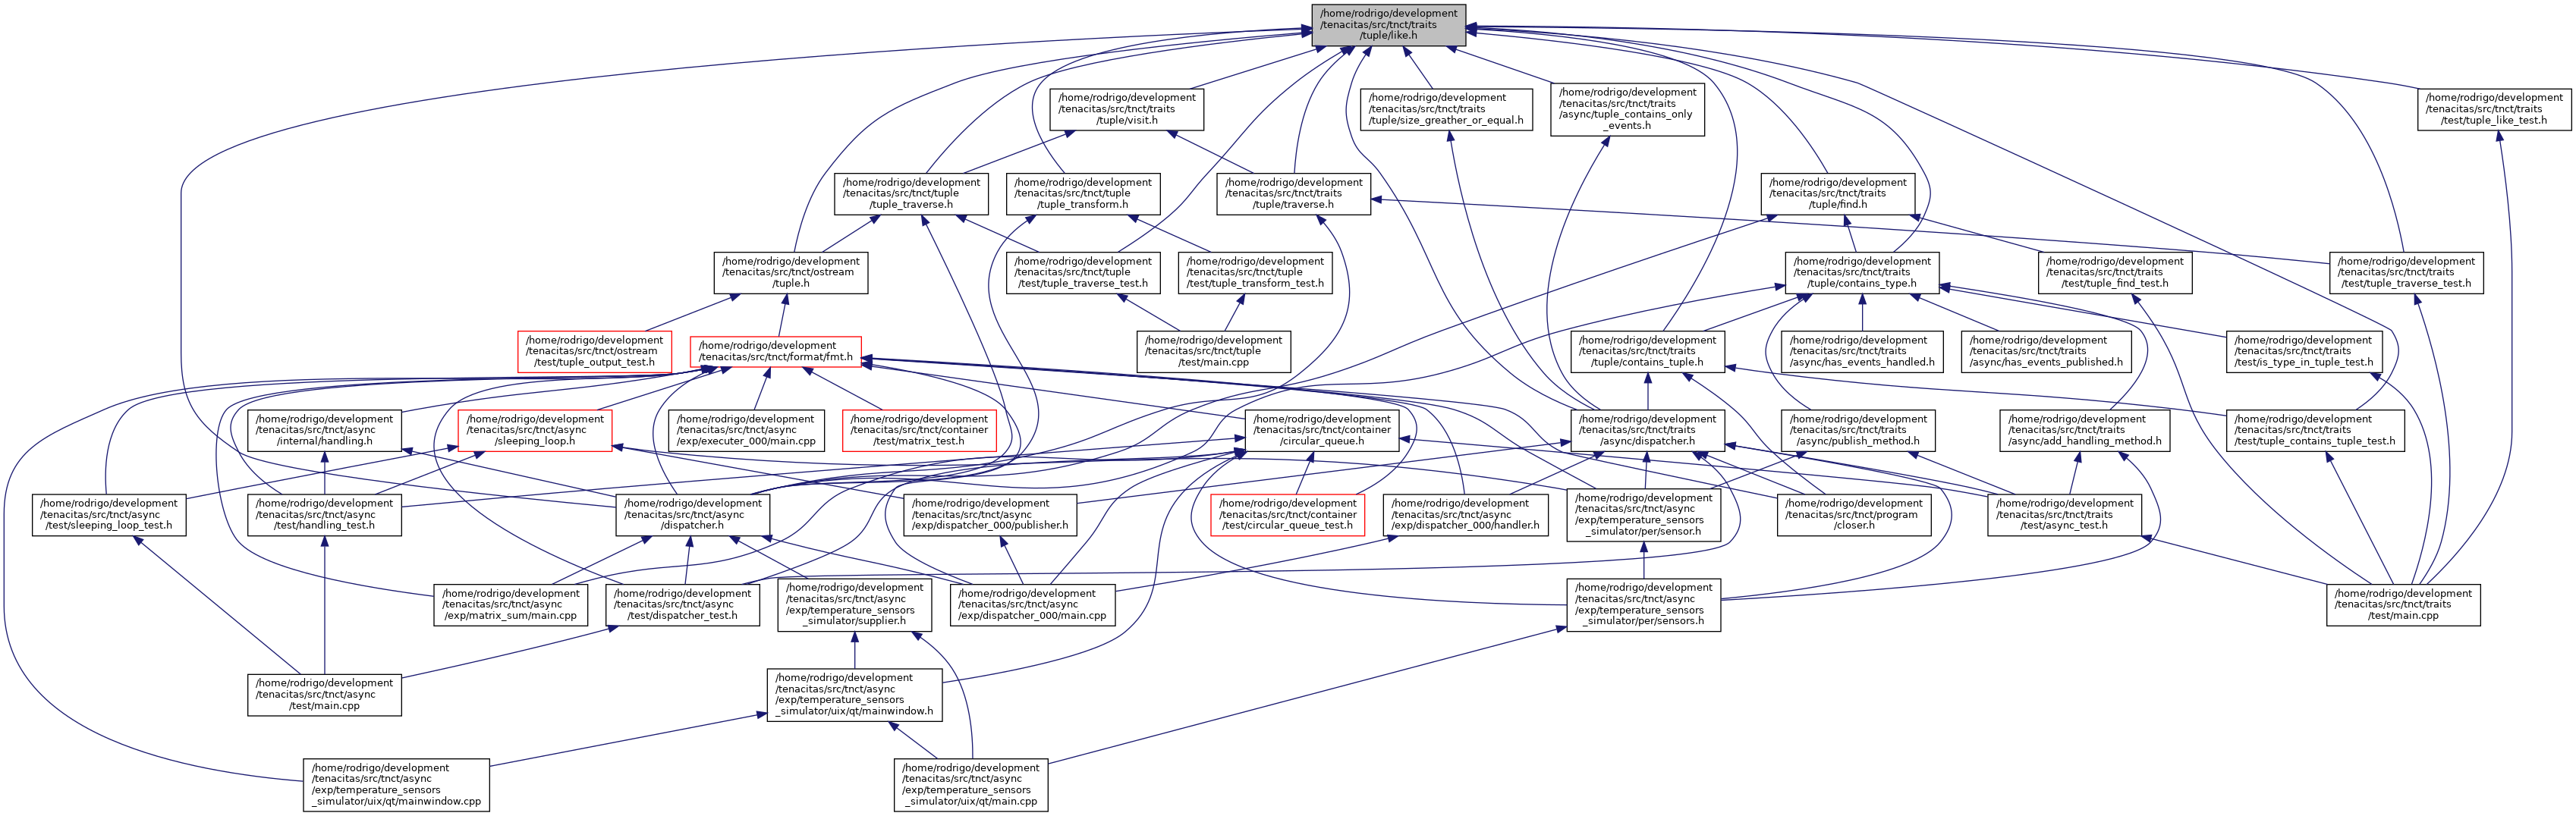 /home/rodrigo/development
/tenacitas/src/tnct/traits
/tuple/like.h
/home/rodrigo/development
/tenacitas/src/tnct/traits
/tuple/visit.h
/home/rodrigo/development
/tenacitas/src/tnct/traits
/tuple/size_greather_or_equal.h
/home/rodrigo/development
/tenacitas/src/tnct/traits
/async/tuple_contains_only
_events.h
/home/rodrigo/development
/tenacitas/src/tnct/traits
/test/tuple_like_test.h
/home/rodrigo/development
/tenacitas/src/tnct/tuple
/tuple_traverse.h
/home/rodrigo/development
/tenacitas/src/tnct/tuple
/tuple_transform.h
/home/rodrigo/development
/tenacitas/src/tnct/traits
/tuple/traverse.h
/home/rodrigo/development
/tenacitas/src/tnct/traits
/tuple/find.h
/home/rodrigo/development
/tenacitas/src/tnct/ostream
/tuple.h
/home/rodrigo/development
/tenacitas/src/tnct/tuple
/test/tuple_traverse_test.h
/home/rodrigo/development
/tenacitas/src/tnct/tuple
/test/tuple_transform_test.h
/home/rodrigo/development
/tenacitas/src/tnct/traits
/tuple/contains_type.h
/home/rodrigo/development
/tenacitas/src/tnct/traits
/test/tuple_find_test.h
/home/rodrigo/development
/tenacitas/src/tnct/traits
/test/tuple_traverse_test.h
/home/rodrigo/development
/tenacitas/src/tnct/ostream
/test/tuple_output_test.h
/home/rodrigo/development
/tenacitas/src/tnct/format/fmt.h
/home/rodrigo/development
/tenacitas/src/tnct/tuple
/test/main.cpp
/home/rodrigo/development
/tenacitas/src/tnct/traits
/tuple/contains_tuple.h
/home/rodrigo/development
/tenacitas/src/tnct/traits
/async/has_events_handled.h
/home/rodrigo/development
/tenacitas/src/tnct/traits
/async/has_events_published.h
/home/rodrigo/development
/tenacitas/src/tnct/traits
/test/is_type_in_tuple_test.h
/home/rodrigo/development
/tenacitas/src/tnct/async
/internal/handling.h
/home/rodrigo/development
/tenacitas/src/tnct/async
/sleeping_loop.h
/home/rodrigo/development
/tenacitas/src/tnct/async
/exp/executer_000/main.cpp
/home/rodrigo/development
/tenacitas/src/tnct/container
/test/matrix_test.h
/home/rodrigo/development
/tenacitas/src/tnct/container
/circular_queue.h
/home/rodrigo/development
/tenacitas/src/tnct/traits
/async/dispatcher.h
/home/rodrigo/development
/tenacitas/src/tnct/traits
/async/publish_method.h
/home/rodrigo/development
/tenacitas/src/tnct/traits
/async/add_handling_method.h
/home/rodrigo/development
/tenacitas/src/tnct/traits
/test/tuple_contains_tuple_test.h
/home/rodrigo/development
/tenacitas/src/tnct/async
/test/sleeping_loop_test.h
/home/rodrigo/development
/tenacitas/src/tnct/async
/test/handling_test.h
/home/rodrigo/development
/tenacitas/src/tnct/async
/dispatcher.h
/home/rodrigo/development
/tenacitas/src/tnct/async
/exp/dispatcher_000/publisher.h
/home/rodrigo/development
/tenacitas/src/tnct/container
/test/circular_queue_test.h
/home/rodrigo/development
/tenacitas/src/tnct/async
/exp/dispatcher_000/handler.h
/home/rodrigo/development
/tenacitas/src/tnct/async
/exp/temperature_sensors
_simulator/per/sensor.h
/home/rodrigo/development
/tenacitas/src/tnct/program
/closer.h
/home/rodrigo/development
/tenacitas/src/tnct/traits
/test/async_test.h
/home/rodrigo/development
/tenacitas/src/tnct/async
/exp/matrix_sum/main.cpp
/home/rodrigo/development
/tenacitas/src/tnct/async
/test/dispatcher_test.h
/home/rodrigo/development
/tenacitas/src/tnct/async
/exp/temperature_sensors
_simulator/supplier.h
/home/rodrigo/development
/tenacitas/src/tnct/async
/exp/dispatcher_000/main.cpp
/home/rodrigo/development
/tenacitas/src/tnct/async
/exp/temperature_sensors
_simulator/per/sensors.h
/home/rodrigo/development
/tenacitas/src/tnct/traits
/test/main.cpp
/home/rodrigo/development
/tenacitas/src/tnct/async
/test/main.cpp
/home/rodrigo/development
/tenacitas/src/tnct/async
/exp/temperature_sensors
_simulator/uix/qt/mainwindow.h
/home/rodrigo/development
/tenacitas/src/tnct/async
/exp/temperature_sensors
_simulator/uix/qt/mainwindow.cpp
/home/rodrigo/development
/tenacitas/src/tnct/async
/exp/temperature_sensors
_simulator/uix/qt/main.cpp